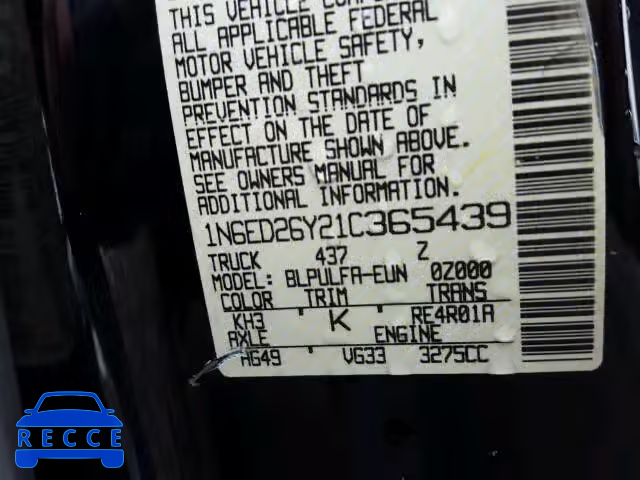 THIS VEHICLE
ALL APPLICABLE FEDERAL
MOTOR VEHICLE SAFETY,
BUMPER AND THEFT
PREVENTION STANDARDS IN
EFFECT ON THE DATE OF
MANUFACTURE SHOWN ABOVE.
SEE OWNERS MANUAL FOR
ADDITIONAL INFORMATION
1N6ED26Y21C365439
TRUCK 437 Z
MODEL: BLPULFA-EUN 0Z000
COLOR TRIM TRANS
KH3 K RE4R01A
AXLE ENGINE
HG49 VG33 3275CC
RECCE